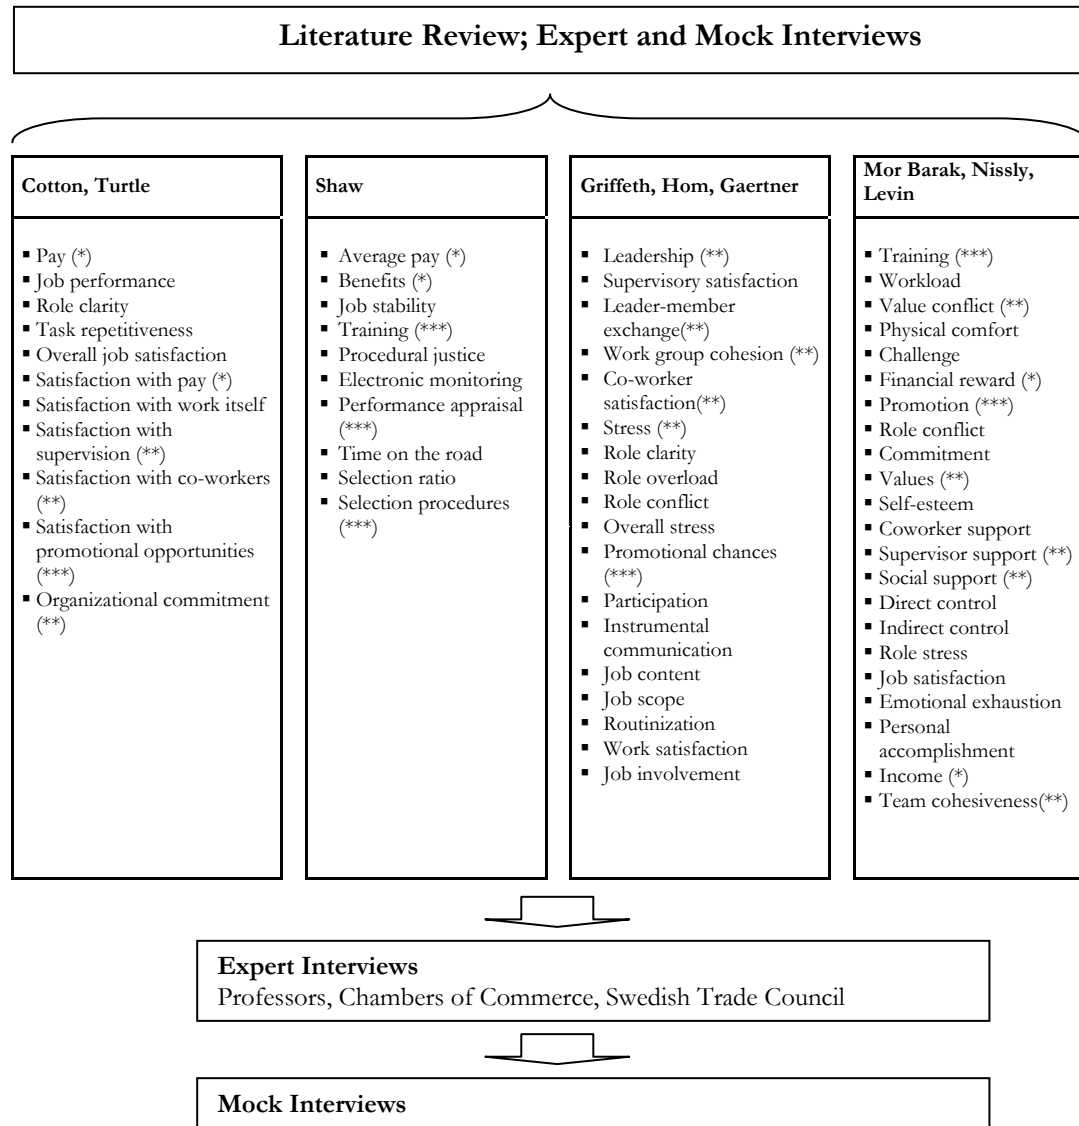 Literature Review; Expert and Mock Interviews
Cotton, Turtle
▪ Pay (*)
▪ Job performance
▪ Role clarity
▪ Task repetitiveness
▪ Overall job satisfaction
▪ Satisfaction with pay (*)
▪ Satisfaction with work itself
▪ Satisfaction with
supervision (**)
▪ Satisfaction with co-workers
(**)
▪ Satisfaction with
promotional opportunities
(***)
▪ Organizational commitment
(**)
Shaw
▪ Average pay (*)
▪ Benefits (*)
▪ Job stability
▪ Training (***)
▪ Procedural justice
▪ Electronic monitoring
▪ Performance appraisal
(***)
▪ Time on the road
▪ Selection ratio
▪ Selection procedures
(***)
Griffeth, Hom, Gaertner
▪ Leadership (**)
▪ Supervisory satisfaction
▪ Leader-member
exchange(**)
▪ Work group cohesion (**)
▪ Co-worker
satisfaction(**)
▪ Stress (**)
▪ Role clarity
▪ Role overload
▪ Role conflict
▪ Overall stress
▪ Promotional chances
(***)
▪ Participation
▪ Instrumental
communication
▪ Job content
▪ Job scope
▪ Routinization
▪ Work satisfaction
▪ Job involvement
Mor Barak, Nissly,
Levin
▪ Training (***)
▪ Workload
▪ Value conflict (**)
▪ Physical comfort
▪ Challenge
▪ Financial reward (*)
▪ Promotion (***)
▪ Role conflict
▪ Commitment
▪ Values (**)
▪ Self-esteem
▪ Coworker support
▪ Supervisor support (**)
▪ Social support (**)
▪ Direct control
▪ Indirect control
▪ Role stress
▪ Job satisfaction
▪ Emotional exhaustion
▪ Personal
accomplishment
▪ Income (*)
▪ Team cohesiveness(**)
Expert Interviews
Professors, Chambers of Commerce, Swedish Trade Council
Mock Interviews